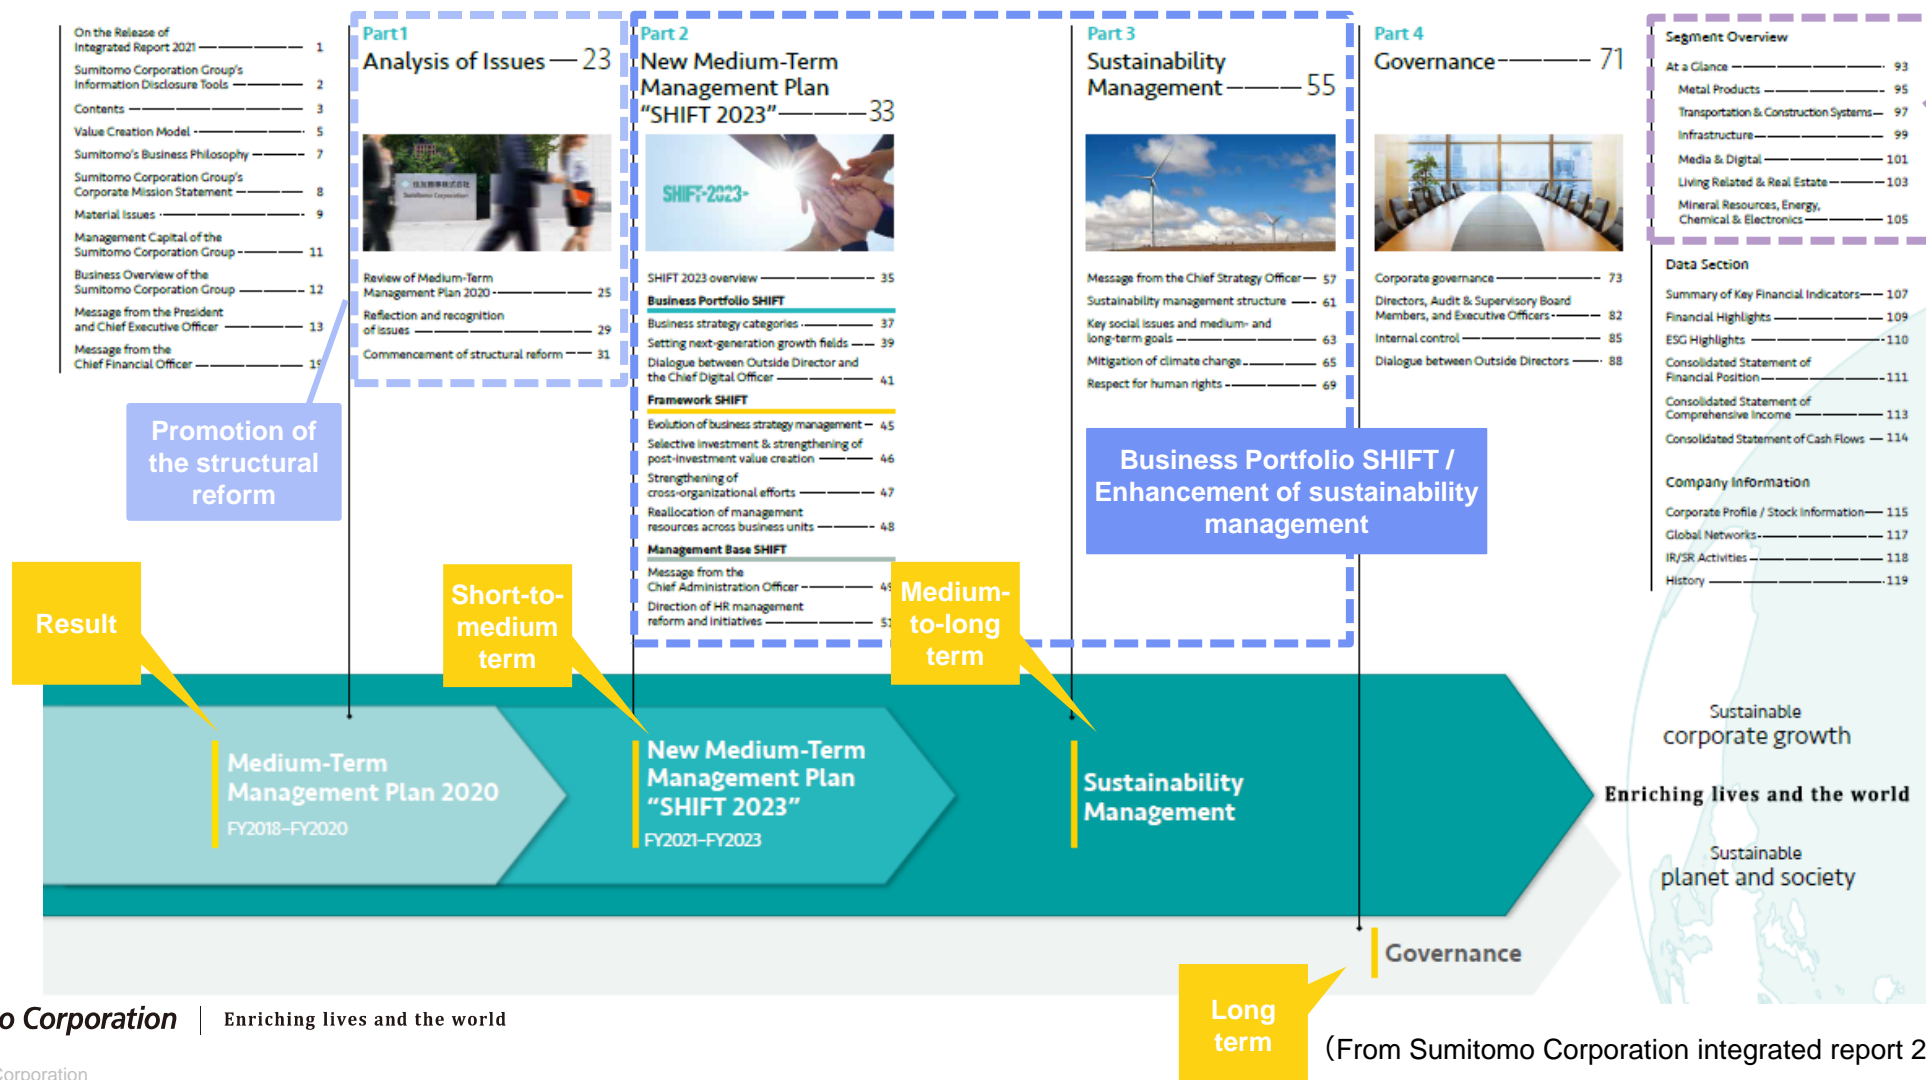 On the Release of
Integrated Report 2021 1
Sumitomo Corporation Group's
Information Disclosure Tools 2
Contents 3
Value Creation Model 5
Sumitomo's Business Philosophy 7
Sumitomo Corporation Group's
Corporate Mission Statement 8
Material Issues 9
Management Capital of the
Sumitomo Corporation Group 11
Business Overview of the
Sumitomo Corporation Group 12
Message from the President
and Chief Executive Officer 13
Message from the
Chief Financial Officer 19
Promotion of
the structural
reform
Part 1
Analysis of Issues 23
住友商事株式会社
Sumitomo Corporation
Review of Medium-Term
Management Plan 2020 25
Reflection and recognition
of issues 29
Commencement of structural reform 31
Part 2
New Medium-Term
Management Plan
“SHIFT 2023” 33
SHIFT-2023-
SHIFT 2023 overview 35
Business Portfolio SHIFT
Business strategy categories 37
Setting next-generation growth fields 39
Dialogue between Outside Director and
the Chief Digital Officer 41
Framework SHIFT
Evolution of business strategy management 45
Selective investment & strengthening of
post-investment value creation 46
Strengthening of
cross-organizational efforts 47
Reallocation of management
resources across business units 48
Management Base SHIFT
Message from the
Chief Administration Officer 49
Direction of HR management
reform and initiatives 51
Part 3
Sustainability
Management 55
Message from the Chief Strategy Officer 57
Sustainability management structure 61
Key social issues and medium- and
long-term goals 63
Mitigation of climate change 65
Respect for human rights 69
Business Portfolio SHIFT /
Enhancement of sustainability
management
Part 4
Governance 71
Corporate governance 73
Directors, Audit & Supervisory Board
Members, and Executive Officers 82
Internal control 85
Dialogue between Outside Directors 88
Segment Overview
At a Glance 93
Metal Products 95
Transportation & Construction Systems 97
Infrastructure 99
Media & Digital 101
Living Related & Real Estate 103
Mineral Resources, Energy,
Chemical & Electronics 105
Data Section
Summary of Key Financial Indicators 107
Financial Highlights 109
ESG Highlights 110
Consolidated Statement of
Financial Position 111
Consolidated Statement of
Comprehensive Income 113
Consolidated Statement of Cash Flows 114
Company Information
Corporate Profile / Stock Information 115
Global Networks 117
IR/SR Activities 118
History 119
Result
Short-to-
medium
term
Medium-
to-long
term
Medium-Term
Management Plan 2020
FY2018–FY2020
New Medium-Term
Management Plan
“SHIFT 2023”
FY2021–FY2023
Sustainability
Management
Sustainable
corporate growth
Enriching lives and the world
Sustainable
planet and society
Governance
Long
term
o Corporation | Enriching lives and the world
(From Sumitomo Corporation integrated report 2
Corporation